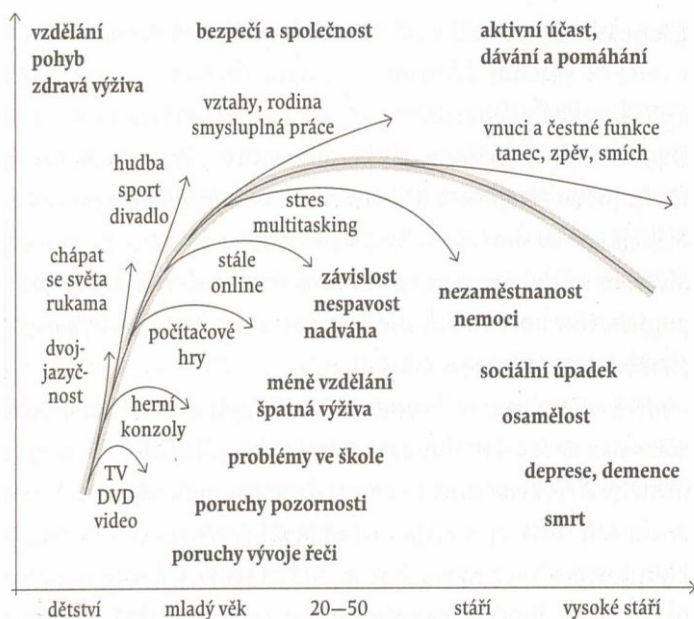 vzdělání
pohyb
zdravá výživa
bezpečí a společnost
aktivní účast,
dávání a pomáhání
vztahy, rodina
smysluplná práce
vnuci a čestné funkce
tanec, zpěv, smích
hudba
sport
divadlo
stres
multitasking
chápat
se světa
rukama
stále
online
závislost
nespavost
nadváha
nezaměstnanost
nemoci
počítačové
hry
dvoj-
jazyč-
nost
méně vzdělání
špatná výživa
sociální úpadek
herní
konzoly
osamělost
problémy ve škole
deprese, demence
TV
DVD
video
poruchy pozornosti
smrt
poruchy vývoje řeči
dětství
mladý věk
20—50
stáří
vysoké stáří